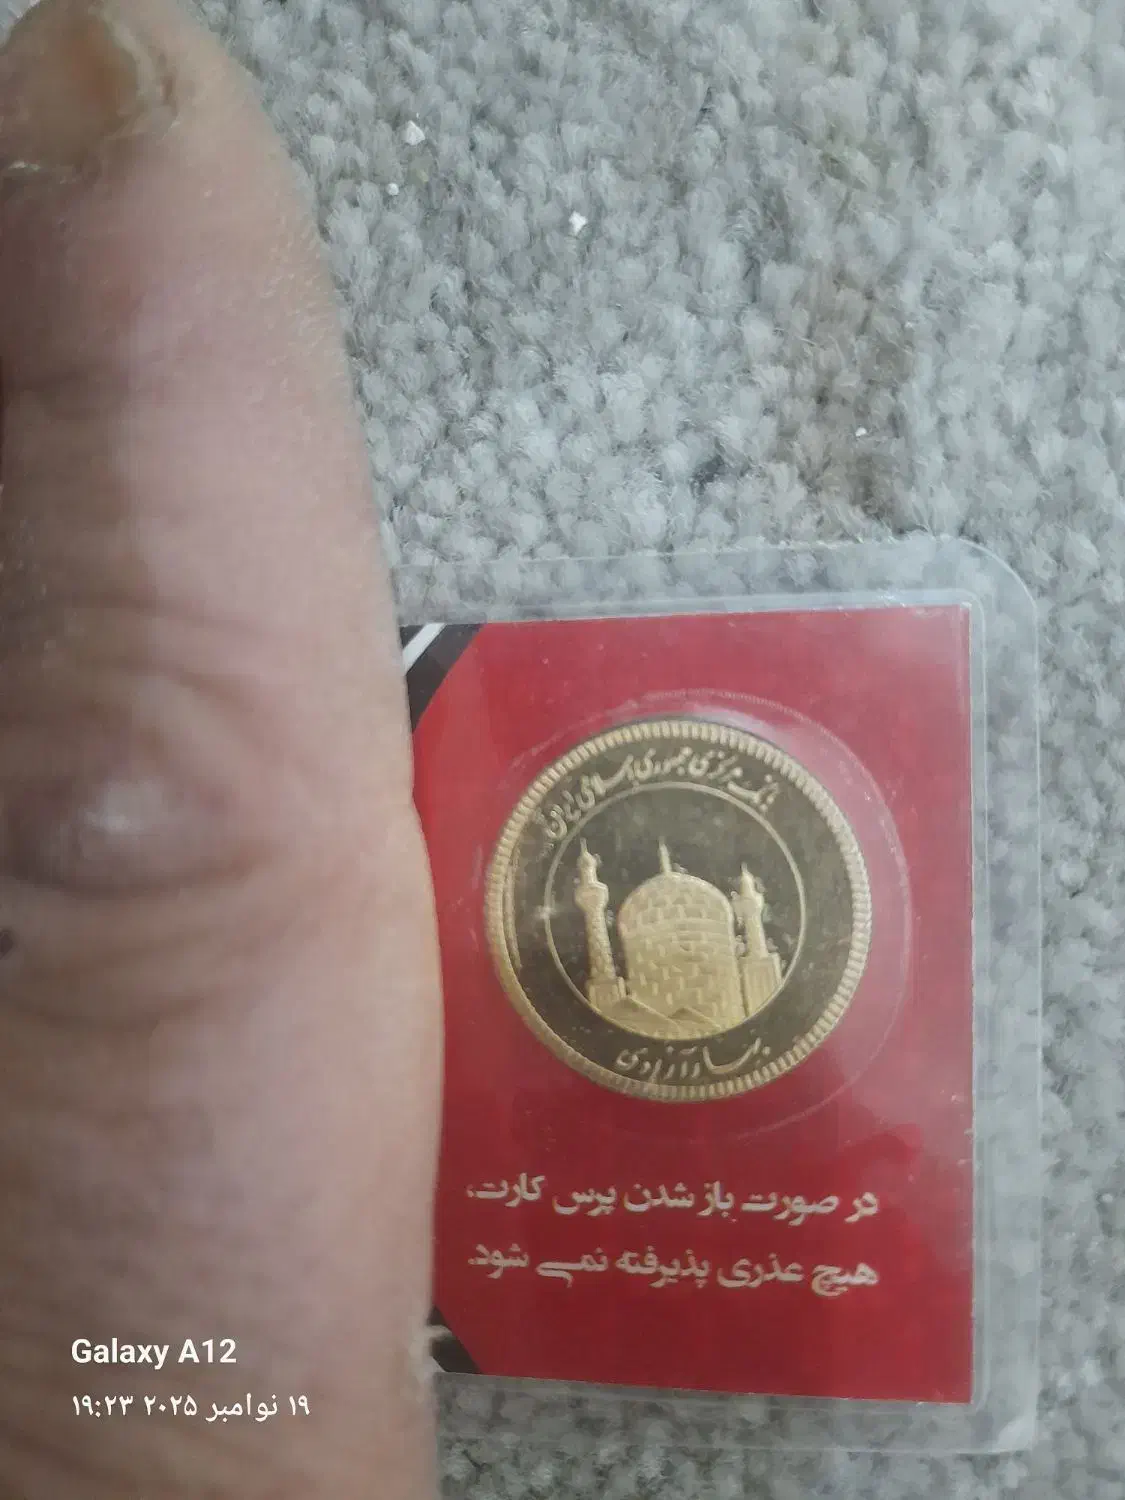 بانک مرکزی جمهوری اسلامی ایران
بهار آزادی
در صورت باز شدن پرس کارت،
هیچ عذری پذیرفته نمی شود.
Galaxy A12
۱۹ نوامبر ۲۰۲۵ ۱۹:۲۳